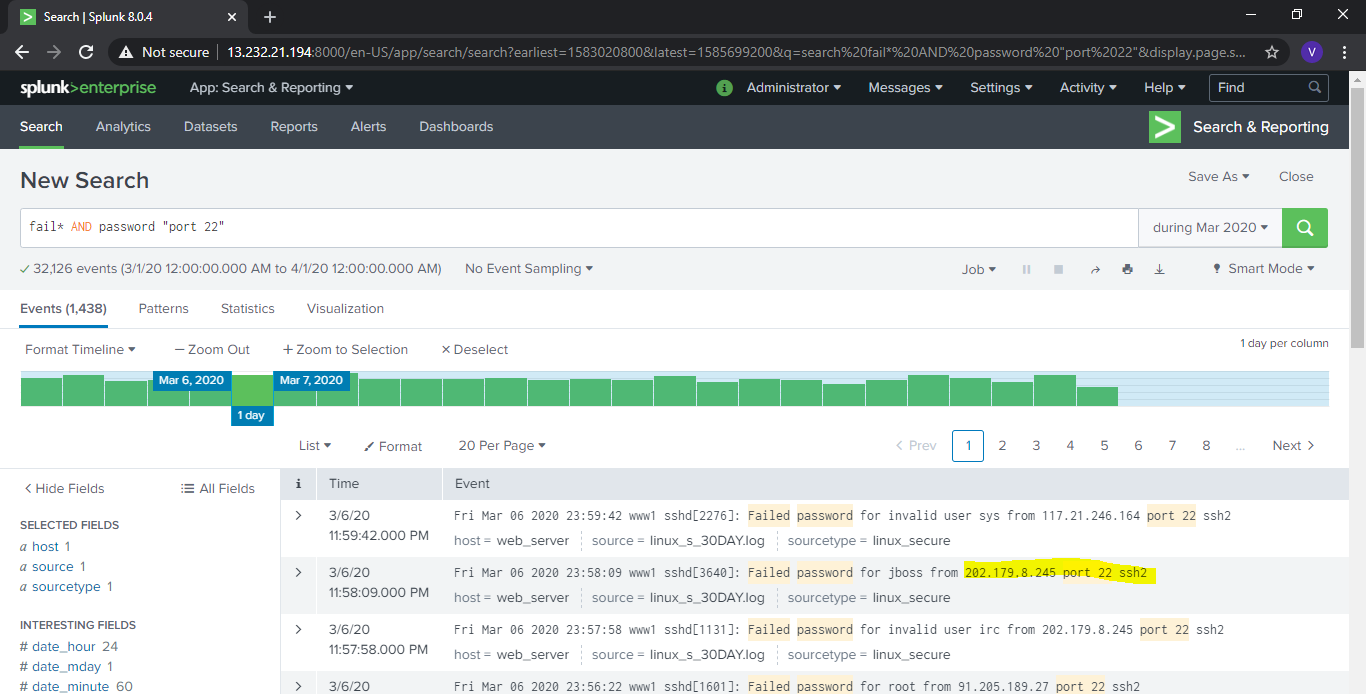 Search | Splunk 8.0.4
Not secure | 13.232.21.194:8000/en-US/app/search/search?earliest=1583020800&latest=1585699200&q=search%20fail*%20AND%20password%20"port%2022"&display.page.s... V
splunk>enterprise App: Search & Reporting i Administrator Messages Settings Activity Help Find
Search Analytics Datasets Reports Alerts Dashboards > Search & Reporting
New Search Save As Close
fail* AND password "port 22" during Mar 2020
✓ 32,126 events (3/1/20 12:00:00.000 AM to 4/1/20 12:00:00.000 AM) No Event Sampling Job Smart Mode
Events (1,438) Patterns Statistics Visualization
Format Timeline — Zoom Out + Zoom to Selection × Deselect 1 day per column
Mar 6, 2020 Mar 7, 2020
1 day
List Format 20 Per Page < Prev 1 2 3 4 5 6 7 8 ... Next >
< Hide Fields All Fields i Time Event
SELECTED FIELDS
a host 1
a source 1
a sourcetype 1
INTERESTING FIELDS
# date_hour 24
# date_mday 1
# date_minute 60
> 3/6/20 Fri Mar 06 2020 23:59:42 www1 sshd[2276]: Failed password for invalid user sys from 117.21.246.164 port 22 ssh2
11:59:42.000 PM host = web_server source = linux_s_30DAY.log sourcetype = linux_secure
> 3/6/20 Fri Mar 06 2020 23:58:09 www1 sshd[3640]: Failed password for jboss from 202.179.8.245 port 22 ssh2
11:58:09.000 PM host = web_server source = linux_s_30DAY.log sourcetype = linux_secure
> 3/6/20 Fri Mar 06 2020 23:57:58 www1 sshd[1131]: Failed password for invalid user irc from 202.179.8.245 port 22 ssh2
11:57:58.000 PM host = web_server source = linux_s_30DAY.log sourcetype = linux_secure
> 3/6/20 Fri Mar 06 2020 23:56:22 www1 sshd[1601]: Failed password for root from 91.205.189.27 port 22 ssh2